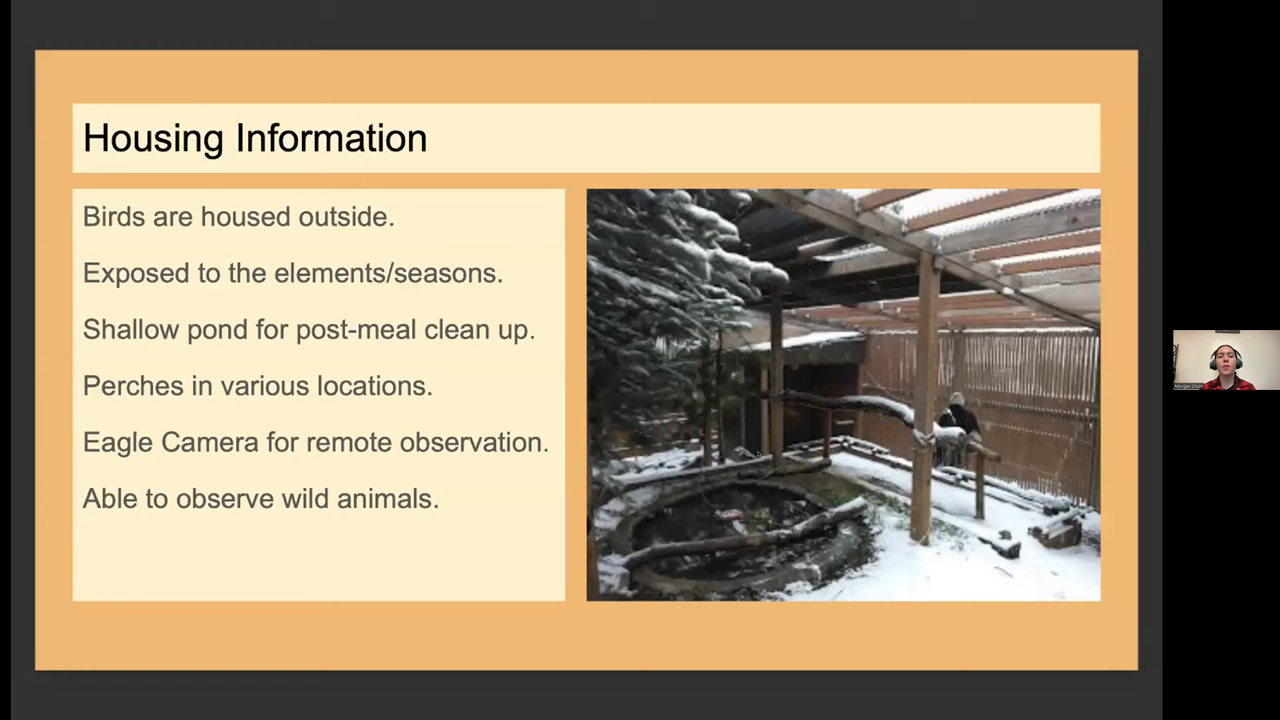 Housing Information
Birds are housed outside.
Exposed to the elements/seasons.
Shallow pond for post-meal clean up.
Perches in various locations.
Eagle Camera for remote observation.
Able to observe wild animals.